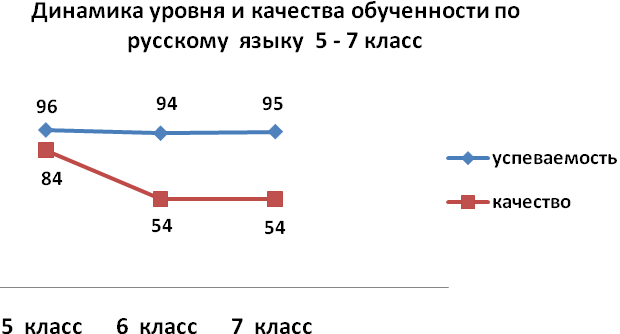 Динамика уровня и качества обученности по
русскому языку 5 - 7 класс
96 94 95
84 54 54
успеваемость
качество
5 класс 6 класс 7 класс